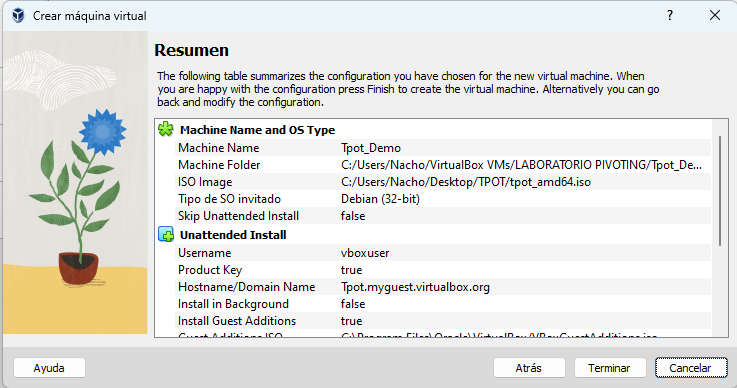 Crear máquina virtual
?
Resumen
The following table summarizes the configuration you have chosen for the new virtual machine. When
you are happy with the configuration press Finish to create the virtual machine. Alternatively you can go
back and modify the configuration.
Machine Name and OS Type
Machine Name Tpot_Demo
Machine Folder C:/Users/Nacho/VirtualBox VMs/LABORATORIO PIVOTING/Tpot_De...
ISO Image C:/Users/Nacho/Desktop/TPOT/tpot_amd64.iso
Tipo de SO invitado Debian (32-bit)
Skip Unattended Install false
Unattended Install
Username vboxuser
Product Key true
Hostname/Domain Name Tpot.myguest.virtualbox.org
Install in Background false
Install Guest Additions true
Guest Additions ISO C:\Program Files\Oracle\VirtualBox/VBoxGuestAdditions.iso
Ayuda Atrás Terminar Cancelar